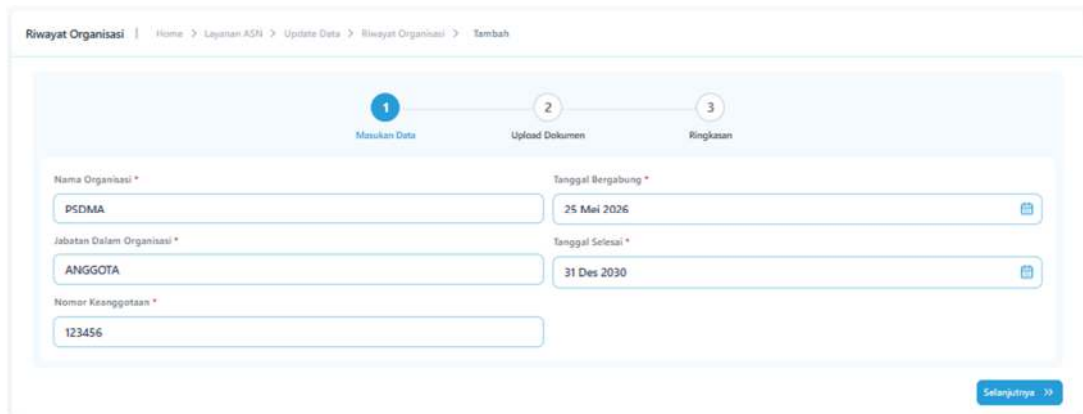 Riwayat Organisasi | Home > Layanan ASN > Update Data > Riwayat Organisasi > Tambah
1 2 3
Masukan Data Upload Dokumen Ringkasan
Nama Organisasi * Tanggal Bergabung *
PSDMA 25 Mei 2026
Jabatan Dalam Organisasi * Tanggal Selesai *
ANGGOTA 31 Des 2030
Nomor Keanggotaan *
123456
Selanjutnya >>